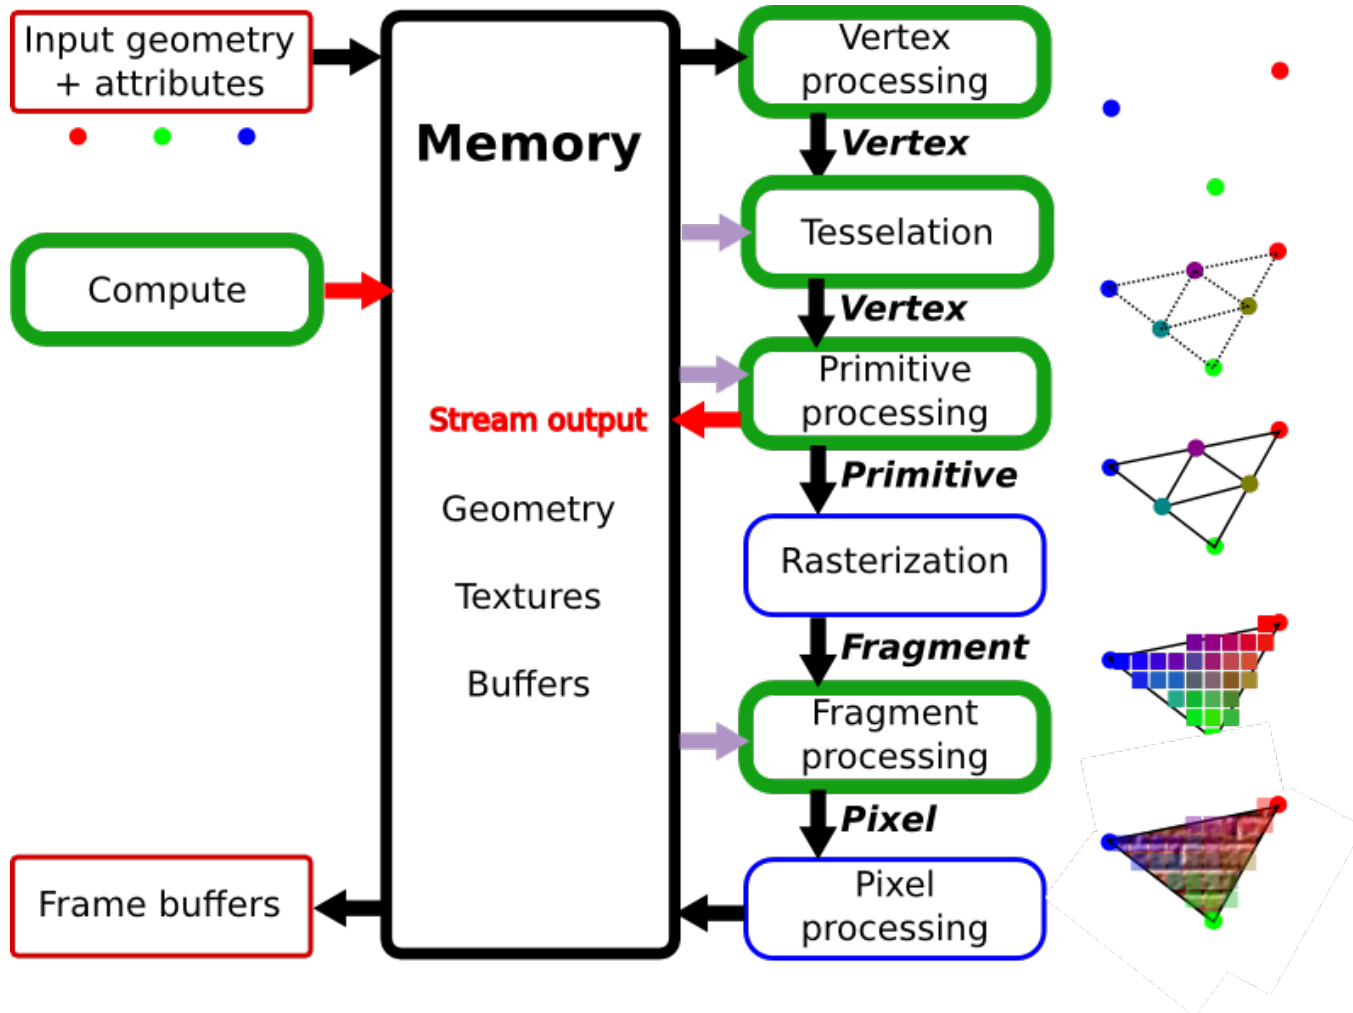 Input geometry
+ attributes
Compute
Frame buffers
Memory
Stream output
Geometry
Textures
Buffers
Vertex
processing
Vertex
Tesselation
Vertex
Primitive
processing
Primitive
Rasterization
Fragment
Fragment
processing
Pixel
Pixel
processing